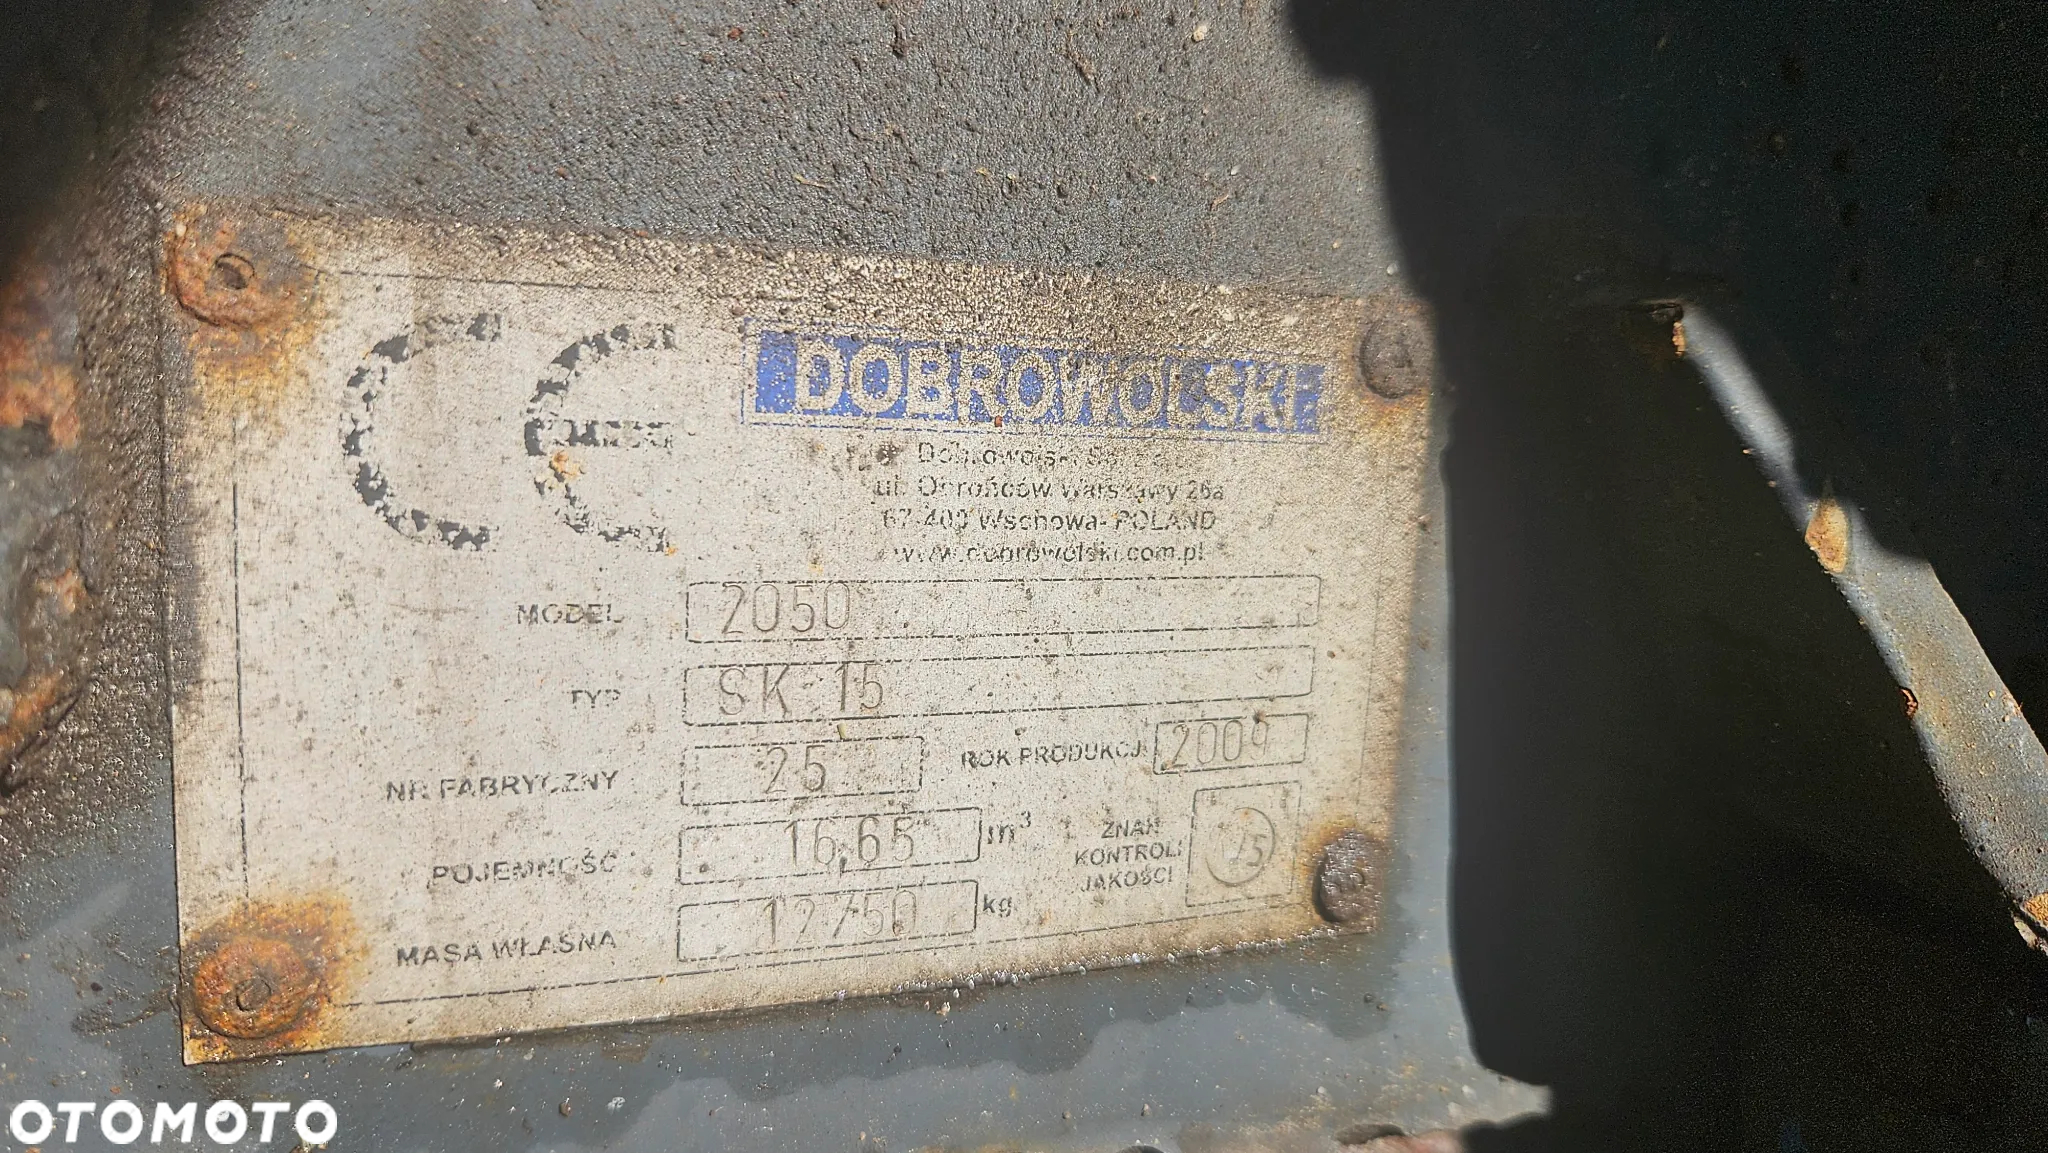 CE
DOBROWOLSKI
Dobrowolski
ul. Obrońców Warszawy 26a
67-400 Wschowa- POLAND
www.dobrowolski.com.pl
MODEL 2050
TYP SK 15
NR FABRYCZNY 25 ROK PRODUKCJI 2009
POJEMNOŚĆ 16,65 m³ ZNAK KONTROLI JAKOŚCI
MASA WŁASNA 12750 kg
OTOMOTO